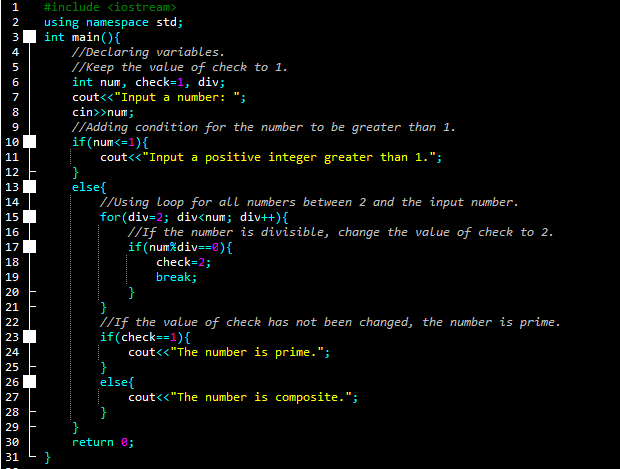 1 #include <iostream>
2 using namespace std;
3 int main(){
4 //Declaring variables.
5 //Keep the value of check to 1.
6 int num, check=1, div;
7 cout<<"Input a number: ";
8 cin>>num;
9 //Adding condition for the number to be greater than 1.
10 if(num<=1){
11 cout<<"Input a positive integer greater than 1.";
12 }
13 else{
14 //Using loop for all numbers between 2 and the input number.
15 for(div=2; div<num; div++){
16 //If the number is divisible, change the value of check to 2.
17 if(num%div==0){
18 check=2;
19 break;
20 }
21 }
22 //If the value of check has not been changed, the number is prime.
23 if(check==1){
24 cout<<"The number is prime.";
25 }
26 else{
27 cout<<"The number is composite.";
28 }
29 }
30 return 0;
31 }